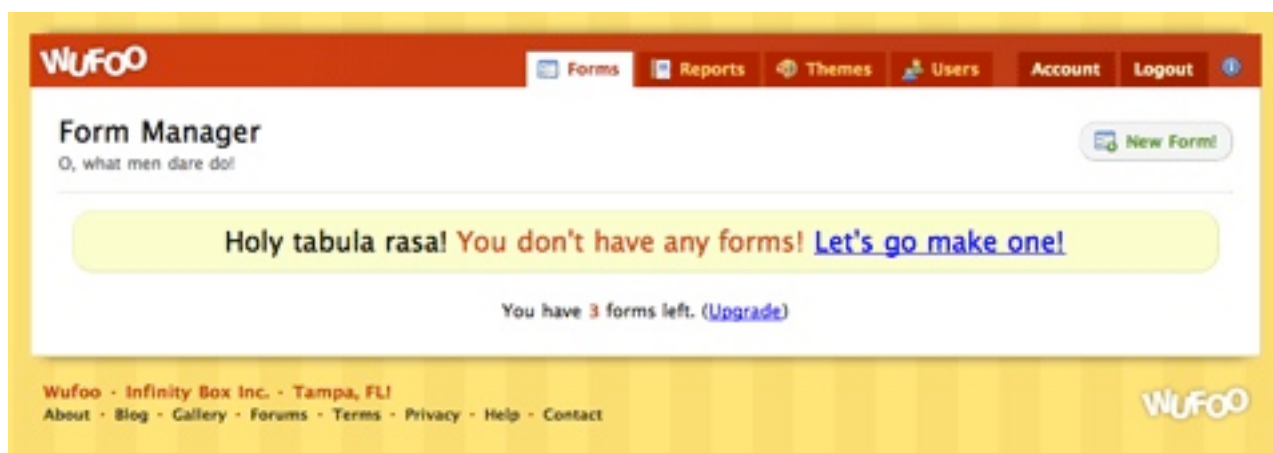 WUFOO
Forms Reports Themes Users Account Logout
Form Manager
O, what men dare do!
New Form!
Holy tabula rasa! You don't have any forms! Let's go make one!
You have 3 forms left. (Upgrade)
Wufoo · Infinity Box Inc. · Tampa, FL!
About · Blog · Gallery · Forums · Terms · Privacy · Help · Contact
WUFOO